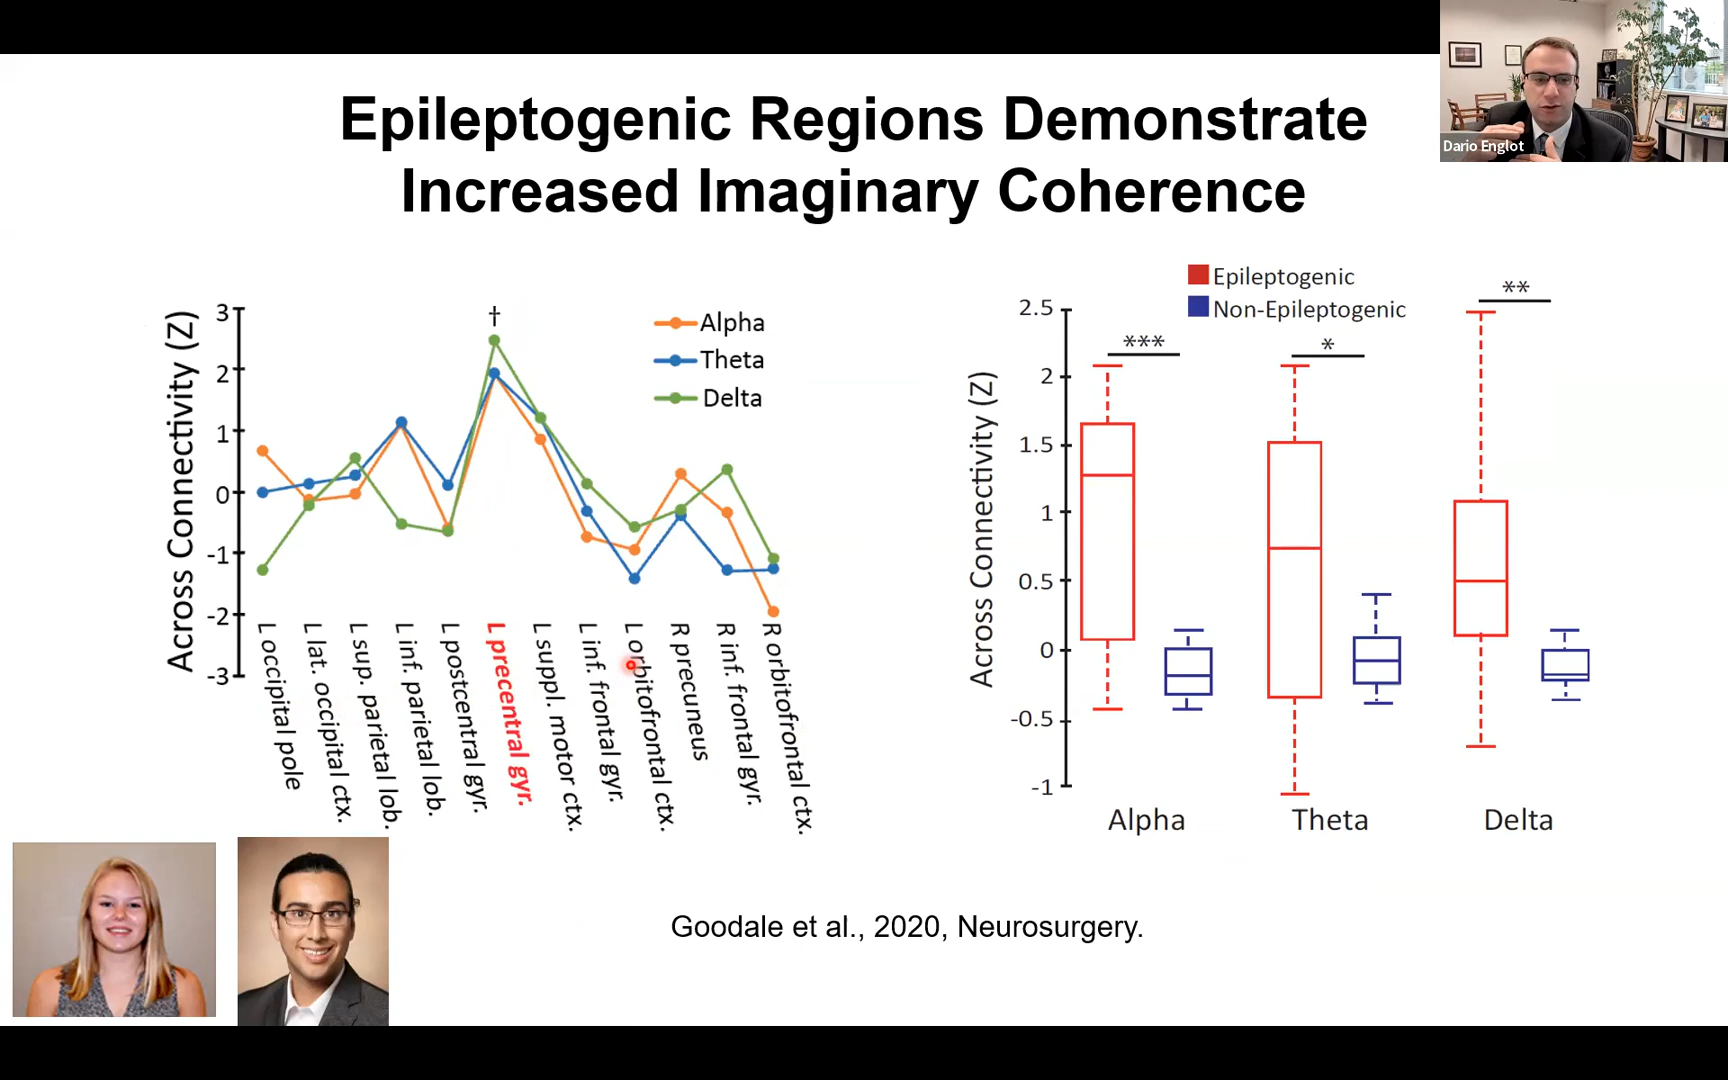 Epileptogenic Regions Demonstrate
Increased Imaginary Coherence
Dario Englot
Across Connectivity (Z)
3
2
1
0
-1
-2
-3
†
Alpha
Theta
Delta
L occipital pole
L lat. occipital ctx.
L sup. parietal lob.
L inf. parietal lob.
L postcentral gyr.
L precentral gyr.
L suppl. motor ctx.
L inf. frontal gyr.
L orbitofrontal ctx.
R precuneus
R inf. frontal gyr.
R orbitofrontal ctx.
Epileptogenic
Non-Epileptogenic
Across Connectivity (Z)
2.5
2
1.5
1
0.5
0
-0.5
-1
***
*
**
Alpha
Theta
Delta
Goodale et al., 2020, Neurosurgery.